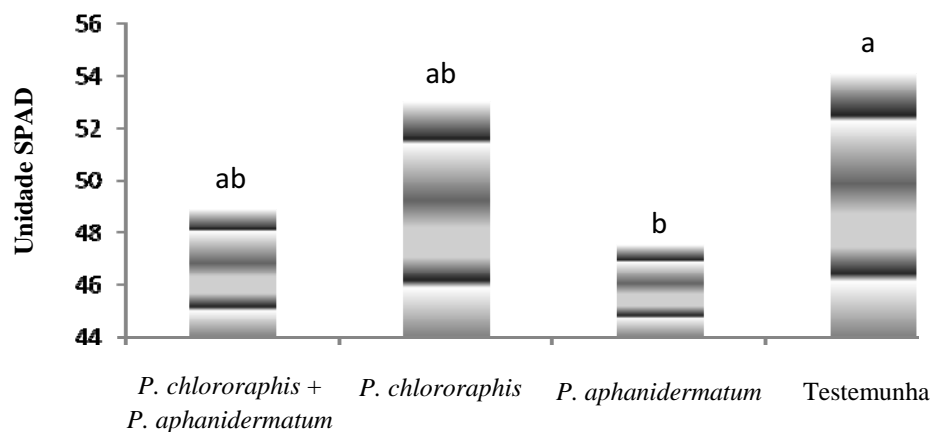 Unidade SPAD
56
54
52
50
48
46
44
ab
ab
b
a
P. chlororaphis +
P. aphanidermatum
P. chlororaphis
P. aphanidermatum
Testemunha